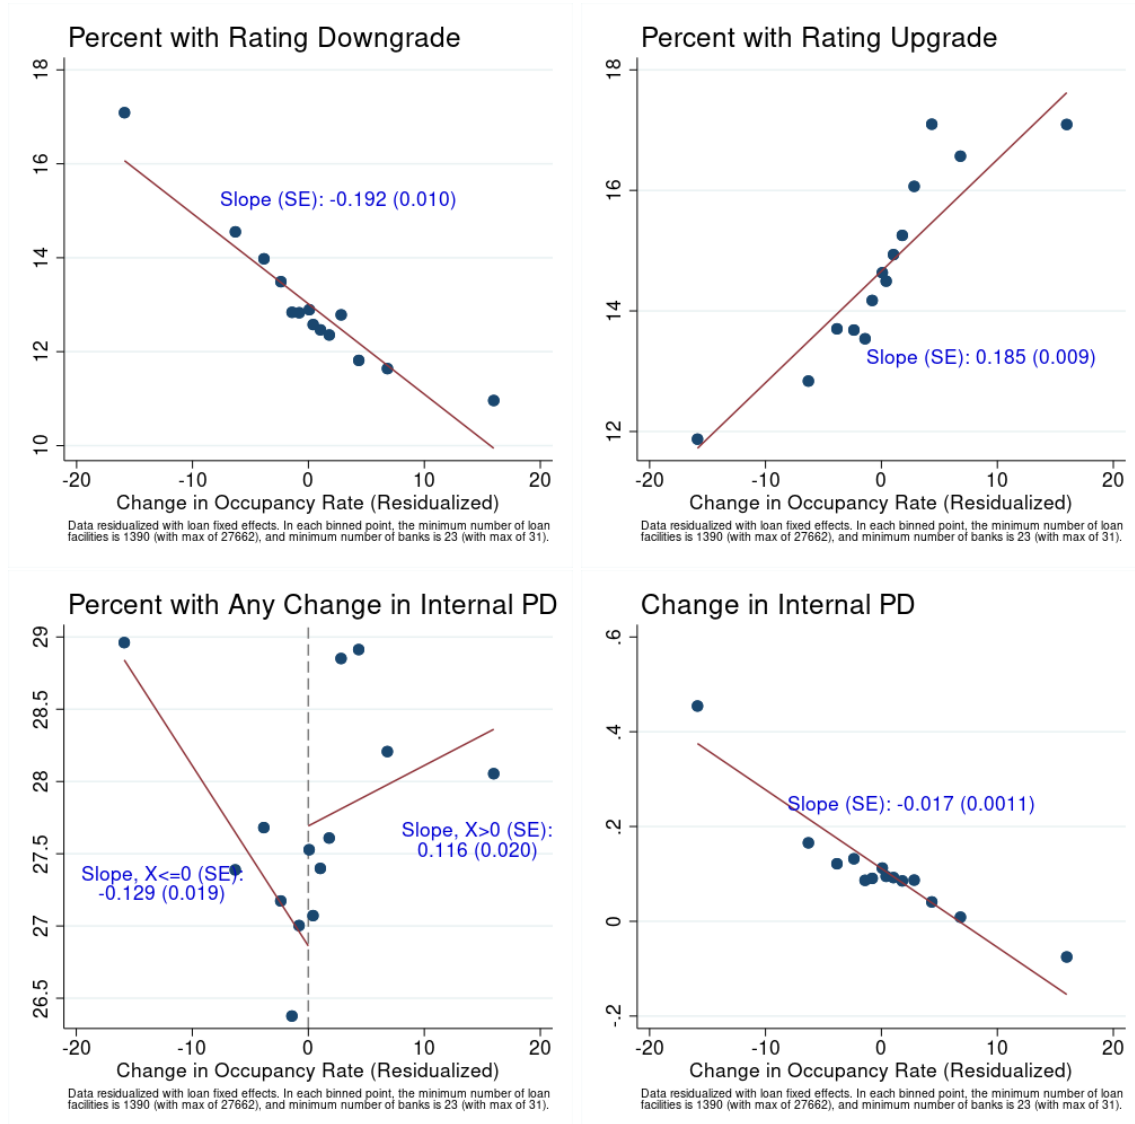 Percent with Rating Downgrade
18
16
14
12
10
Slope (SE): -0.192 (0.010)
-20
-10
0
10
20
Change in Occupancy Rate (Residualized)
Data residualized with loan fixed effects. In each binned point, the minimum number of loan
facilities is 1390 (with max of 27662), and minimum number of banks is 23 (with max of 31).
Percent with Rating Upgrade
18
16
14
12
Slope (SE): 0.185 (0.009)
-20
-10
0
10
20
Change in Occupancy Rate (Residualized)
Data residualized with loan fixed effects. In each binned point, the minimum number of loan
facilities is 1390 (with max of 27662), and minimum number of banks is 23 (with max of 31).
Percent with Any Change in Internal PD
29
28.5
28
27.5
27
26.5
Slope, X<=0 (SE):
-0.129 (0.019)
Slope, X>0 (SE):
0.116 (0.020)
-20
-10
0
10
20
Change in Occupancy Rate (Residualized)
Data residualized with loan fixed effects. In each binned point, the minimum number of loan
facilities is 1390 (with max of 27662), and minimum number of banks is 23 (with max of 31).
Change in Internal PD
.6
.4
.2
0
-.2
Slope (SE): -0.017 (0.0011)
-20
-10
0
10
20
Change in Occupancy Rate (Residualized)
Data residualized with loan fixed effects. In each binned point, the minimum number of loan
facilities is 1390 (with max of 27662), and minimum number of banks is 23 (with max of 31).